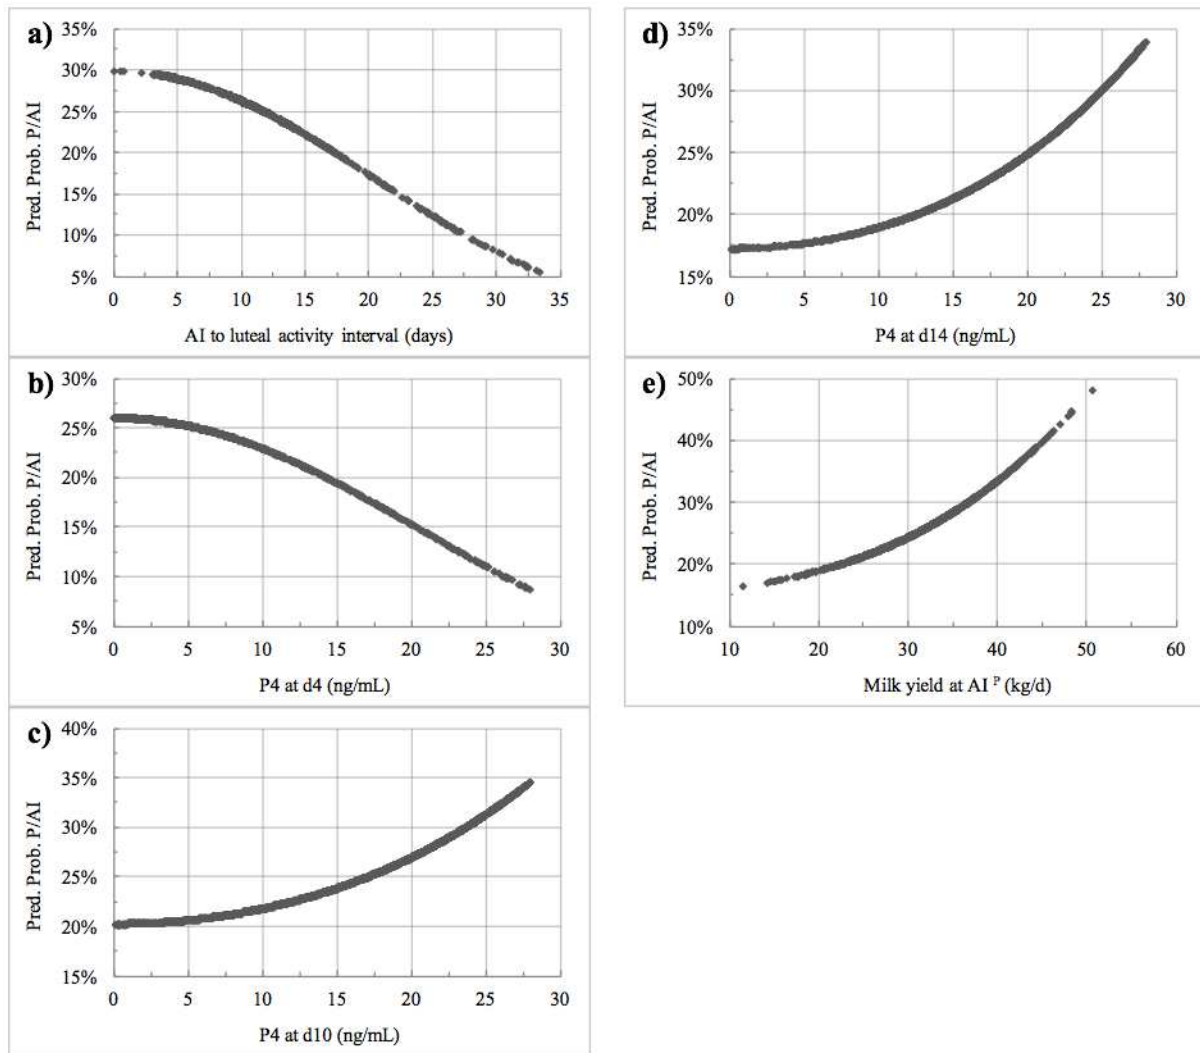 a)
35%
30%
25%
20%
15%
10%
5%
Pred. Prob. P/AI
0 5 10 15 20 25 30 35
AI to luteal activity interval (days)
b)
30%
25%
20%
15%
10%
5%
Pred. Prob. P/AI
0 5 10 15 20 25 30
P4 at d4 (ng/mL)
c)
40%
35%
30%
25%
20%
15%
Pred. Prob. P/AI
0 5 10 15 20 25 30
P4 at d10 (ng/mL)
d)
35%
30%
25%
20%
15%
Pred. Prob. P/AI
0 5 10 15 20 25 30
P4 at d14 (ng/mL)
e)
50%
40%
30%
20%
10%
Pred. Prob. P/AI
10 20 30 40 50 60
Milk yield at AI ᴾ (kg/d)